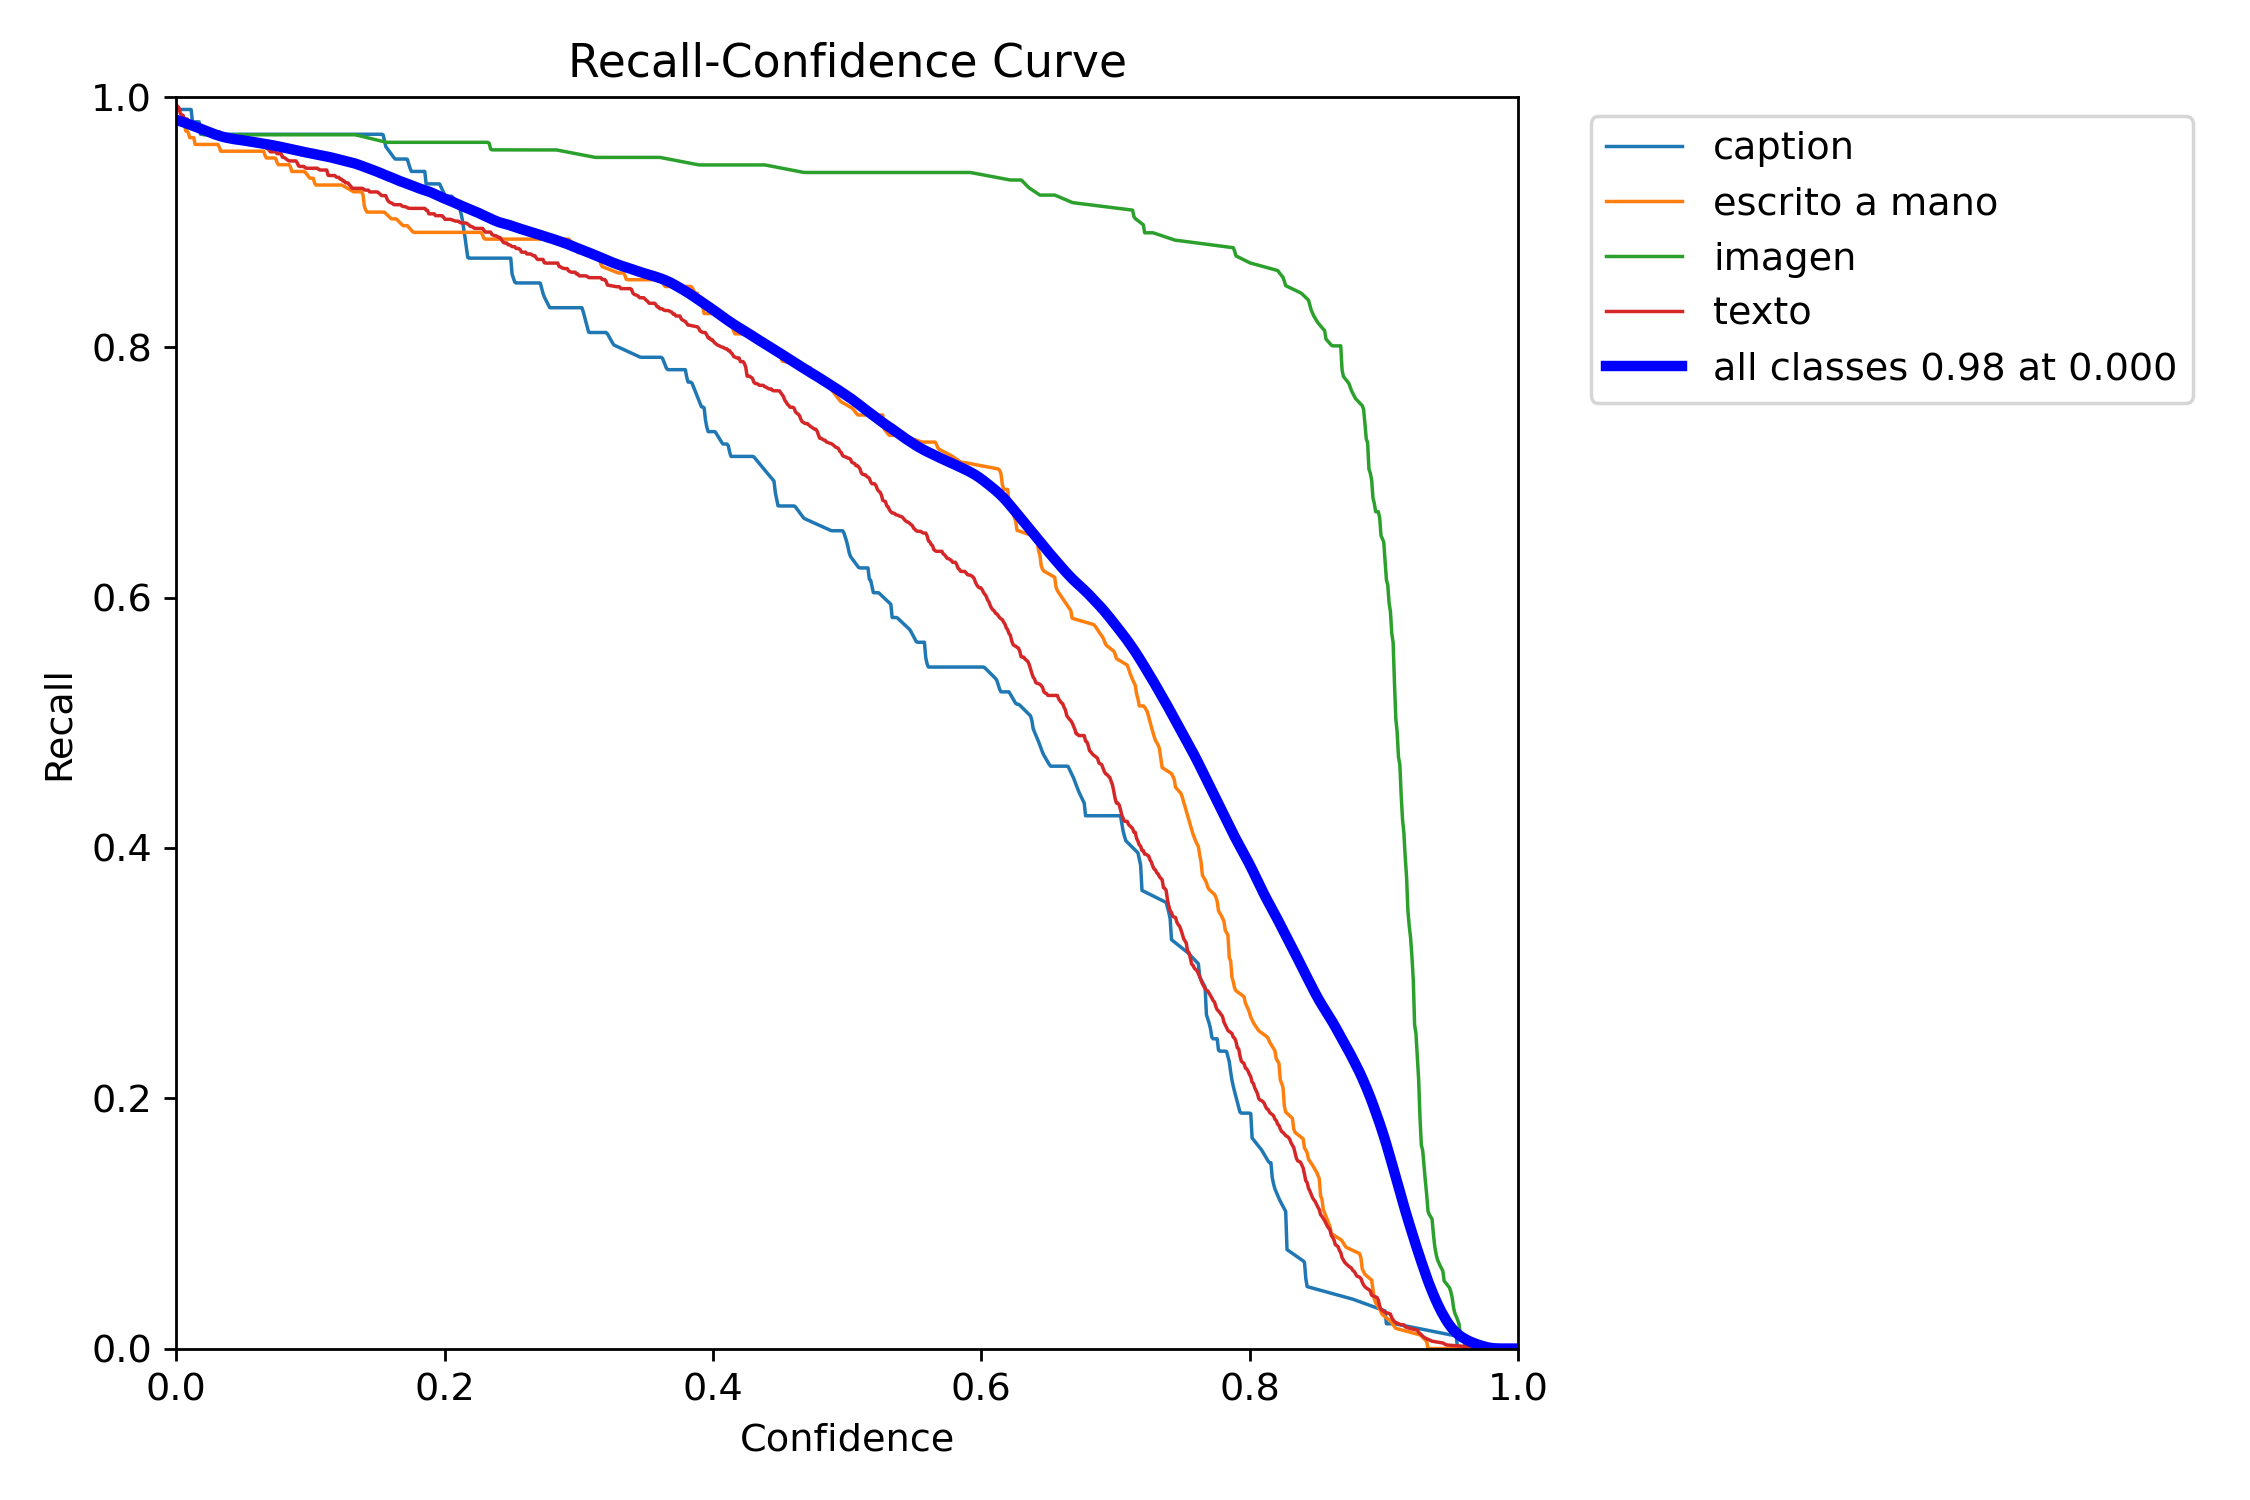 Recall-Confidence Curve
1.0
0.8
0.6
0.4
0.2
0.0
Recall
0.0 0.2 0.4 0.6 0.8 1.0
Confidence
caption
escrito a mano
imagen
texto
all classes 0.98 at 0.000